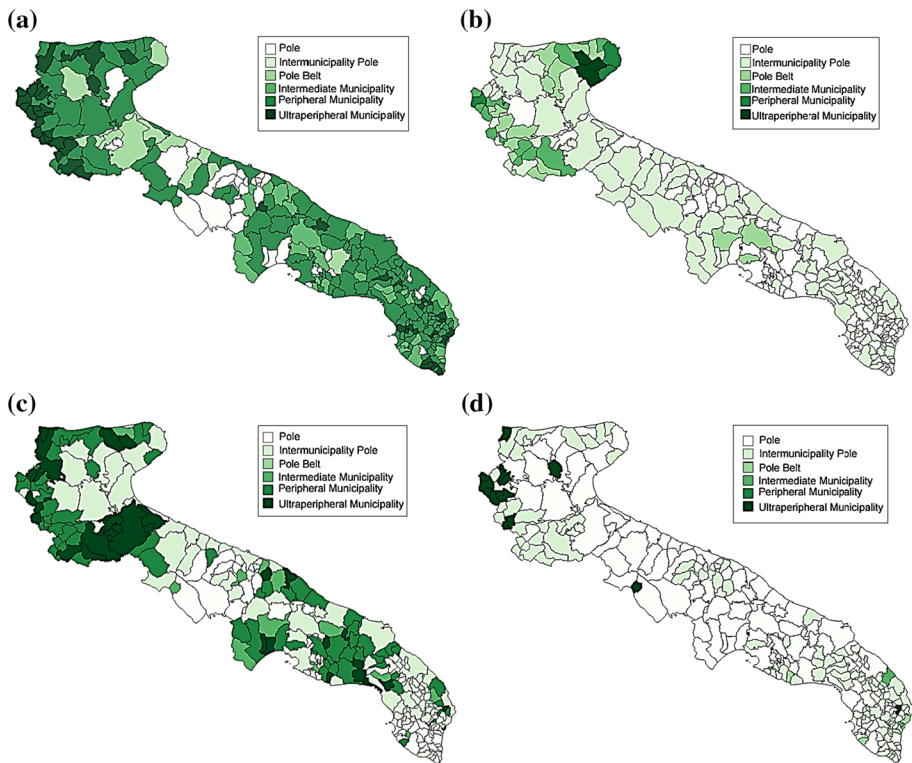 (a)
Pole
Intermunicipality Pole
Pole Belt
Intermediate Municipality
Peripheral Municipality
Ultraperipheral Municipality
(b)
Pole
Intermunicipality Pole
Pole Belt
Intermediate Municipality
Peripheral Municipality
Ultraperipheral Municipality
(c)
Pole
Intermunicipality Pole
Pole Belt
Intermediate Municipality
Peripheral Municipality
Ultraperipheral Municipality
(d)
Pole
Intermunicipality Pole
Pole Belt
Intermediate Municipality
Peripheral Municipality
Ultraperipheral Municipality